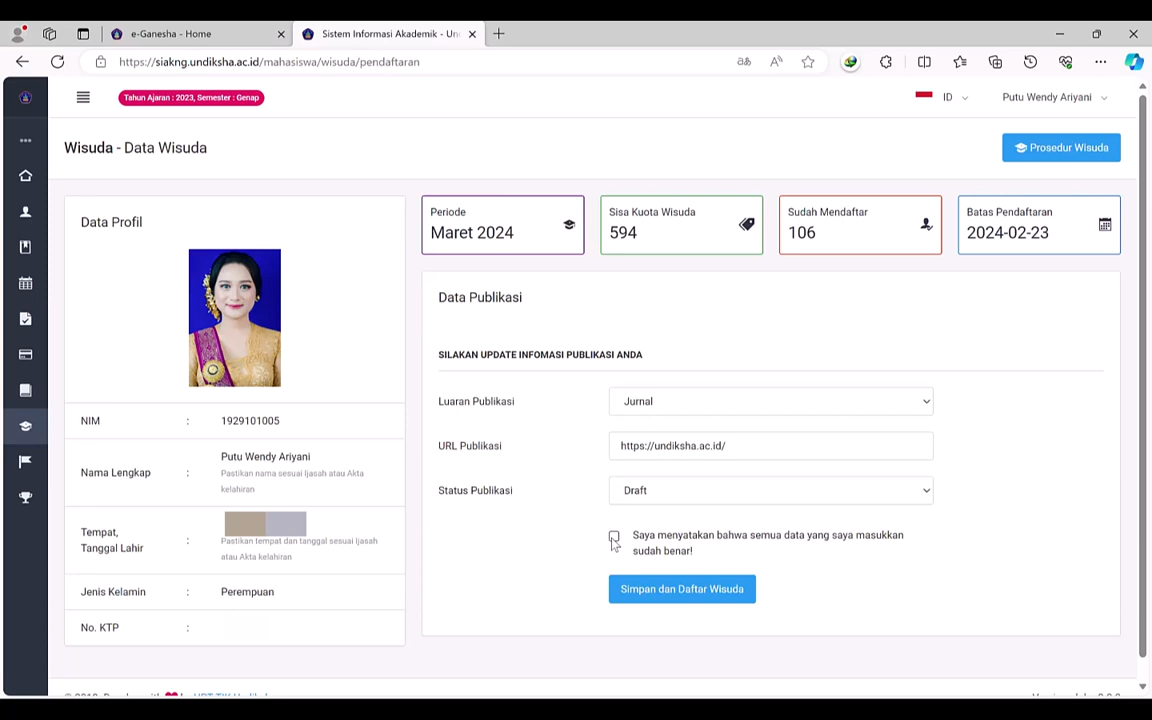 e-Ganesha - Home
Sistem Informasi Akademik - Un
https://siakng.undiksha.ac.id/mahasiswa/wisuda/pendaftaran
Tahun Ajaran : 2023, Semester : Genap
ID
Putu Wendy Ariyani
Wisuda - Data Wisuda
Prosedur Wisuda
Data Profil
NIM : 1929101005
Nama Lengkap : Putu Wendy Ariyani
Pastikan nama sesuai Ijasah atau Akta
kelahiran
Tempat,
Tanggal Lahir :
Pastikan tempat dan tanggal sesuai Ijasah
atau Akta kelahiran
Jenis Kelamin : Perempuan
No. KTP :
Periode
Maret 2024
Sisa Kuota Wisuda
594
Sudah Mendaftar
106
Batas Pendaftaran
2024-02-23
Data Publikasi
SILAKAN UPDATE INFOMASI PUBLIKASI ANDA
Luaran Publikasi
Jurnal
URL Publikasi
https://undiksha.ac.id/
Status Publikasi
Draft
Saya menyatakan bahwa semua data yang saya masukkan
sudah benar!
Simpan dan Daftar Wisuda